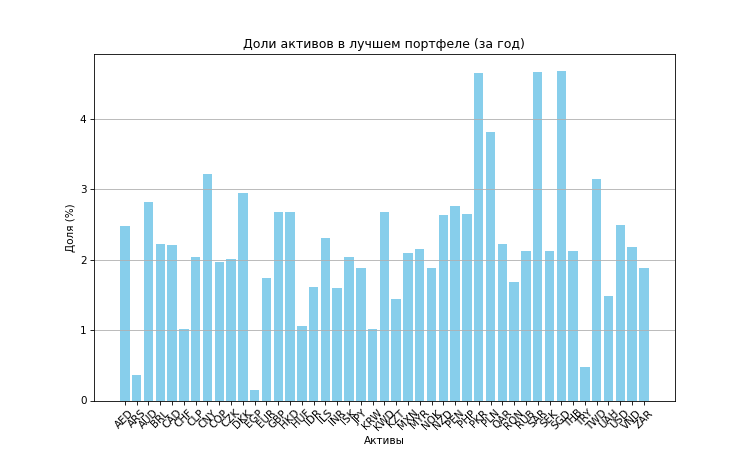 Доли активов в лучшем портфеле (за год)
Доля (%)
4
3
2
1
0
AED
ARS
AUD
BRL
CAD
CHF
CLP
CNY
COP
CZK
DKK
EGP
EUR
GBP
HKD
HUF
IDR
ILS
INR
ISK
JPY
KRW
KWD
KZT
MXN
MYR
NOK
NZD
PEN
PHP
PKR
PLN
QAR
RON
RUB
SAR
SEK
SGD
THB
TRY
TWD
UAH
USD
VND
ZAR
Активы